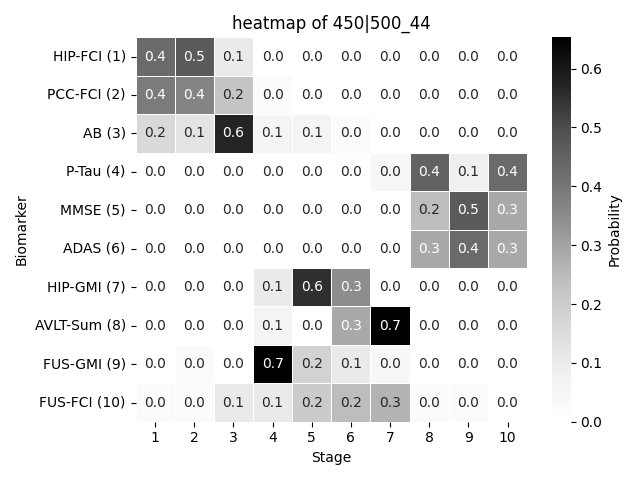 heatmap of 450|500_44
HIP-FCI (1) 0.4 0.5 0.1 0.0 0.0 0.0 0.0 0.0 0.0 0.0
PCC-FCI (2) 0.4 0.4 0.2 0.0 0.0 0.0 0.0 0.0 0.0 0.0
AB (3) 0.2 0.1 0.6 0.1 0.1 0.0 0.0 0.0 0.0 0.0
P-Tau (4) 0.0 0.0 0.0 0.0 0.0 0.0 0.0 0.4 0.1 0.4
MMSE (5) 0.0 0.0 0.0 0.0 0.0 0.0 0.0 0.2 0.5 0.3
ADAS (6) 0.0 0.0 0.0 0.0 0.0 0.0 0.0 0.3 0.4 0.3
HIP-GMI (7) 0.0 0.0 0.0 0.1 0.6 0.3 0.0 0.0 0.0 0.0
AVLT-Sum (8) 0.0 0.0 0.0 0.1 0.0 0.3 0.7 0.0 0.0 0.0
FUS-GMI (9) 0.0 0.0 0.0 0.7 0.2 0.1 0.0 0.0 0.0 0.0
FUS-FCI (10) 0.0 0.0 0.1 0.1 0.2 0.2 0.3 0.0 0.0 0.0
1 2 3 4 5 6 7 8 9 10
Stage
Biomarker
0.6
0.5
0.4
0.3
0.2
0.1
0.0
Probability